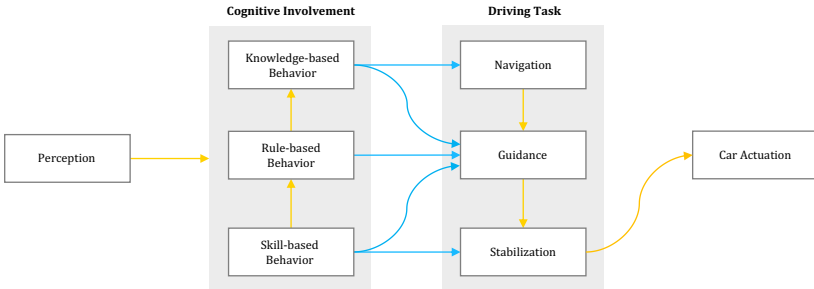 Cognitive Involvement
Driving Task
Knowledge-based
Behavior
Navigation
Perception
Rule-based
Behavior
Guidance
Car Actuation
Skill-based
Behavior
Stabilization